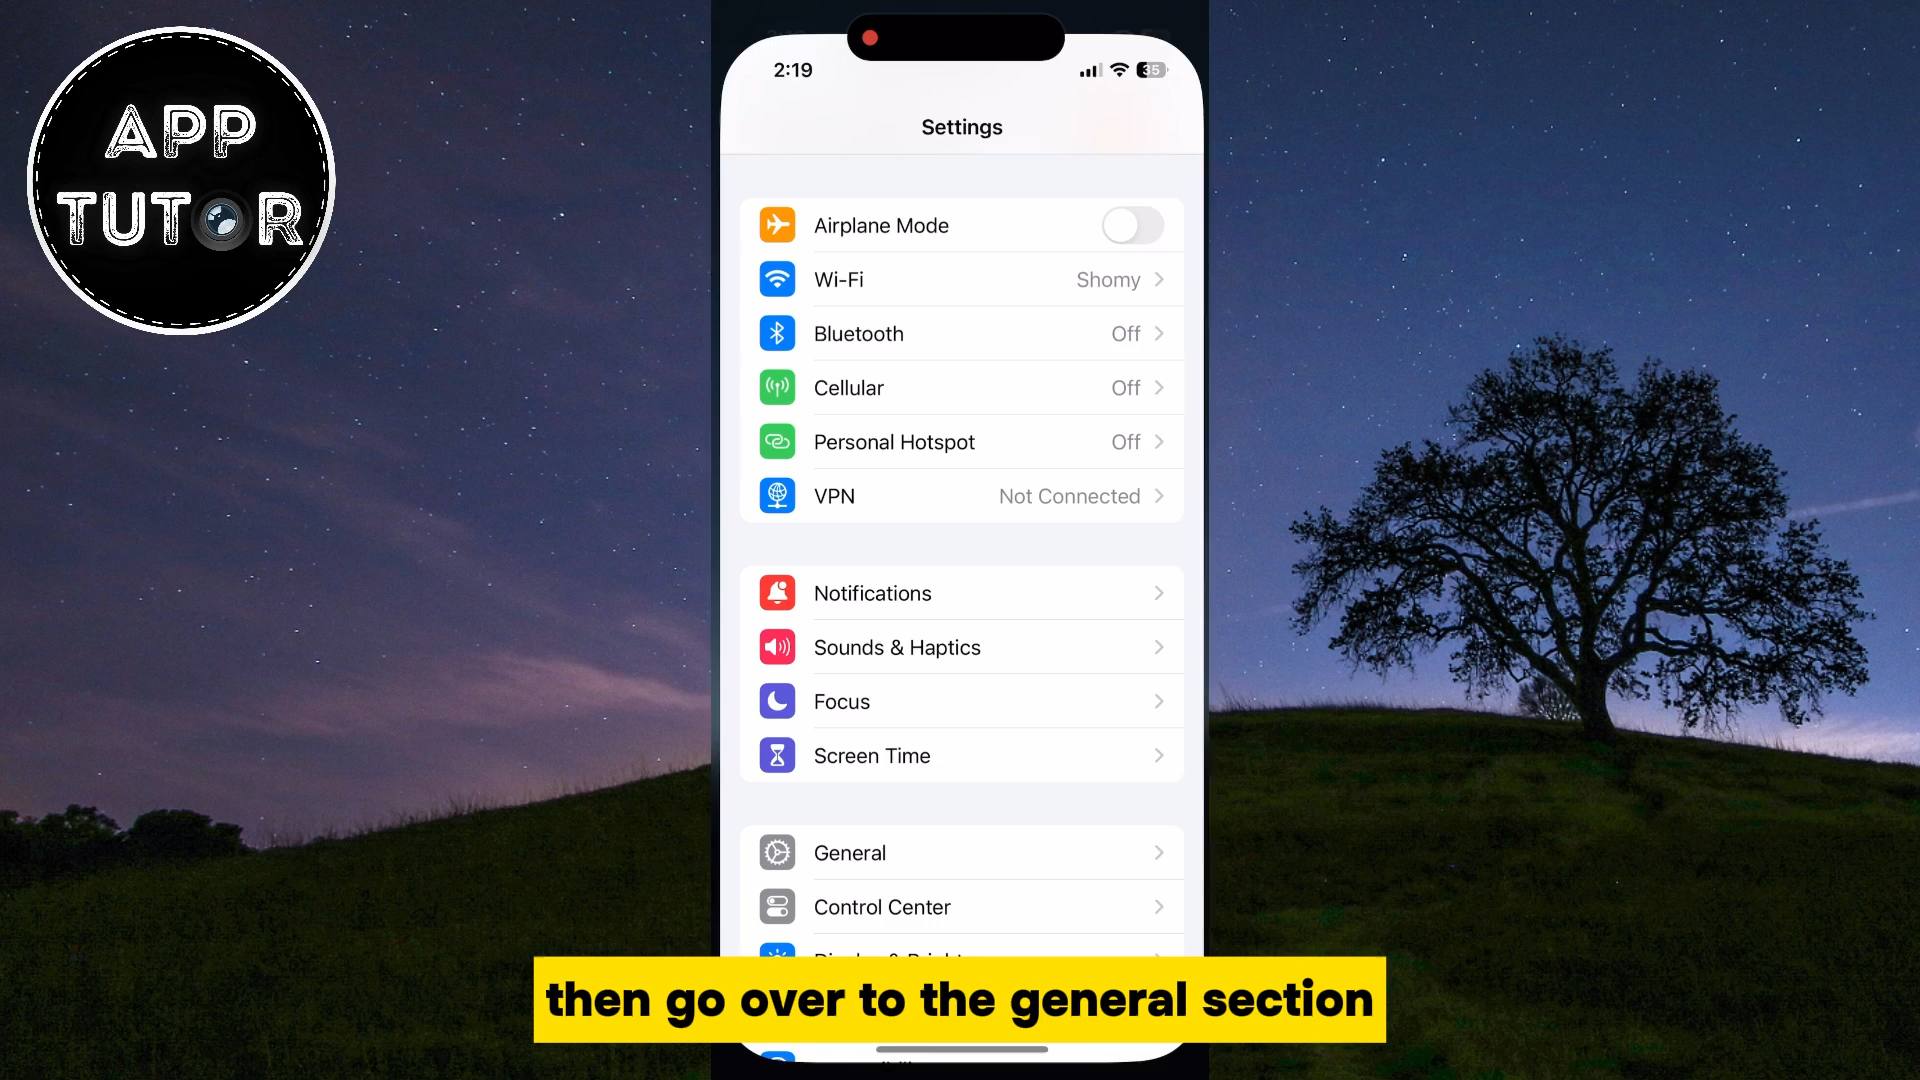 APP
TUTOR
2:19
35
Settings
Airplane Mode
Wi-Fi Shomy
Bluetooth Off
Cellular Off
Personal Hotspot Off
VPN Not Connected
Notifications
Sounds & Haptics
Focus
Screen Time
General
Control Center
then go over to the general section